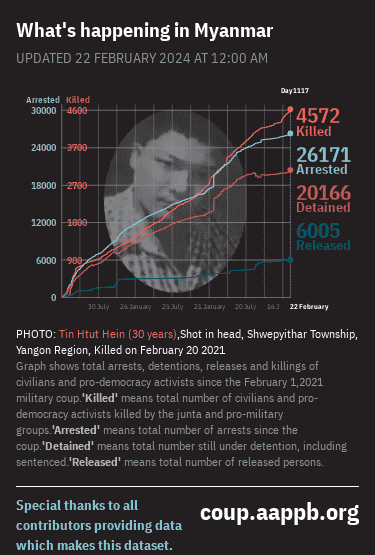 What's happening in Myanmar
UPDATED 22 FEBRUARY 2024 AT 12:00 AM
Day1117
Arrested Killed
30000 4600
24000 3700
18000 2700
12000 1800
6000 900
0
4572
Killed
26171
Arrested
20166
Detained
6005
Released
30 July 26 January 25 July 21 January 20 July 16 J 22 February
PHOTO: Tin Htut Hein (30 years),Shot in head, Shwepyithar Township,
Yangon Region, Killed on February 20 2021
Graph shows total arrests, detentions, releases and killings of
civilians and pro-democracy activists since the February 1,2021
military coup.'Killed' means total number of civilians and pro-
democracy activists killed by the junta and pro-military
groups.'Arrested' means total number of arrests since the
coup.'Detained' means total number still under detention, including
sentenced.'Released' means total number of released persons.
Special thanks to all
contributors providing data
which makes this dataset.
coup.aappb.org